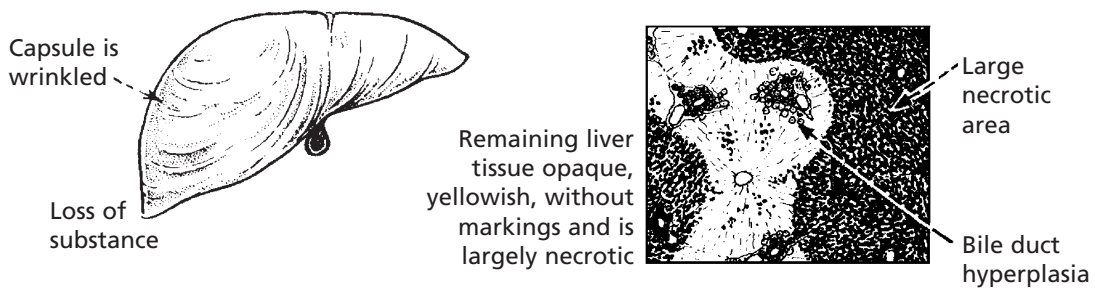 Capsule is
wrinkled
Loss of
substance
Remaining liver
tissue opaque,
yellowish, without
markings and is
largely necrotic
Large
necrotic
area
Bile duct
hyperplasia